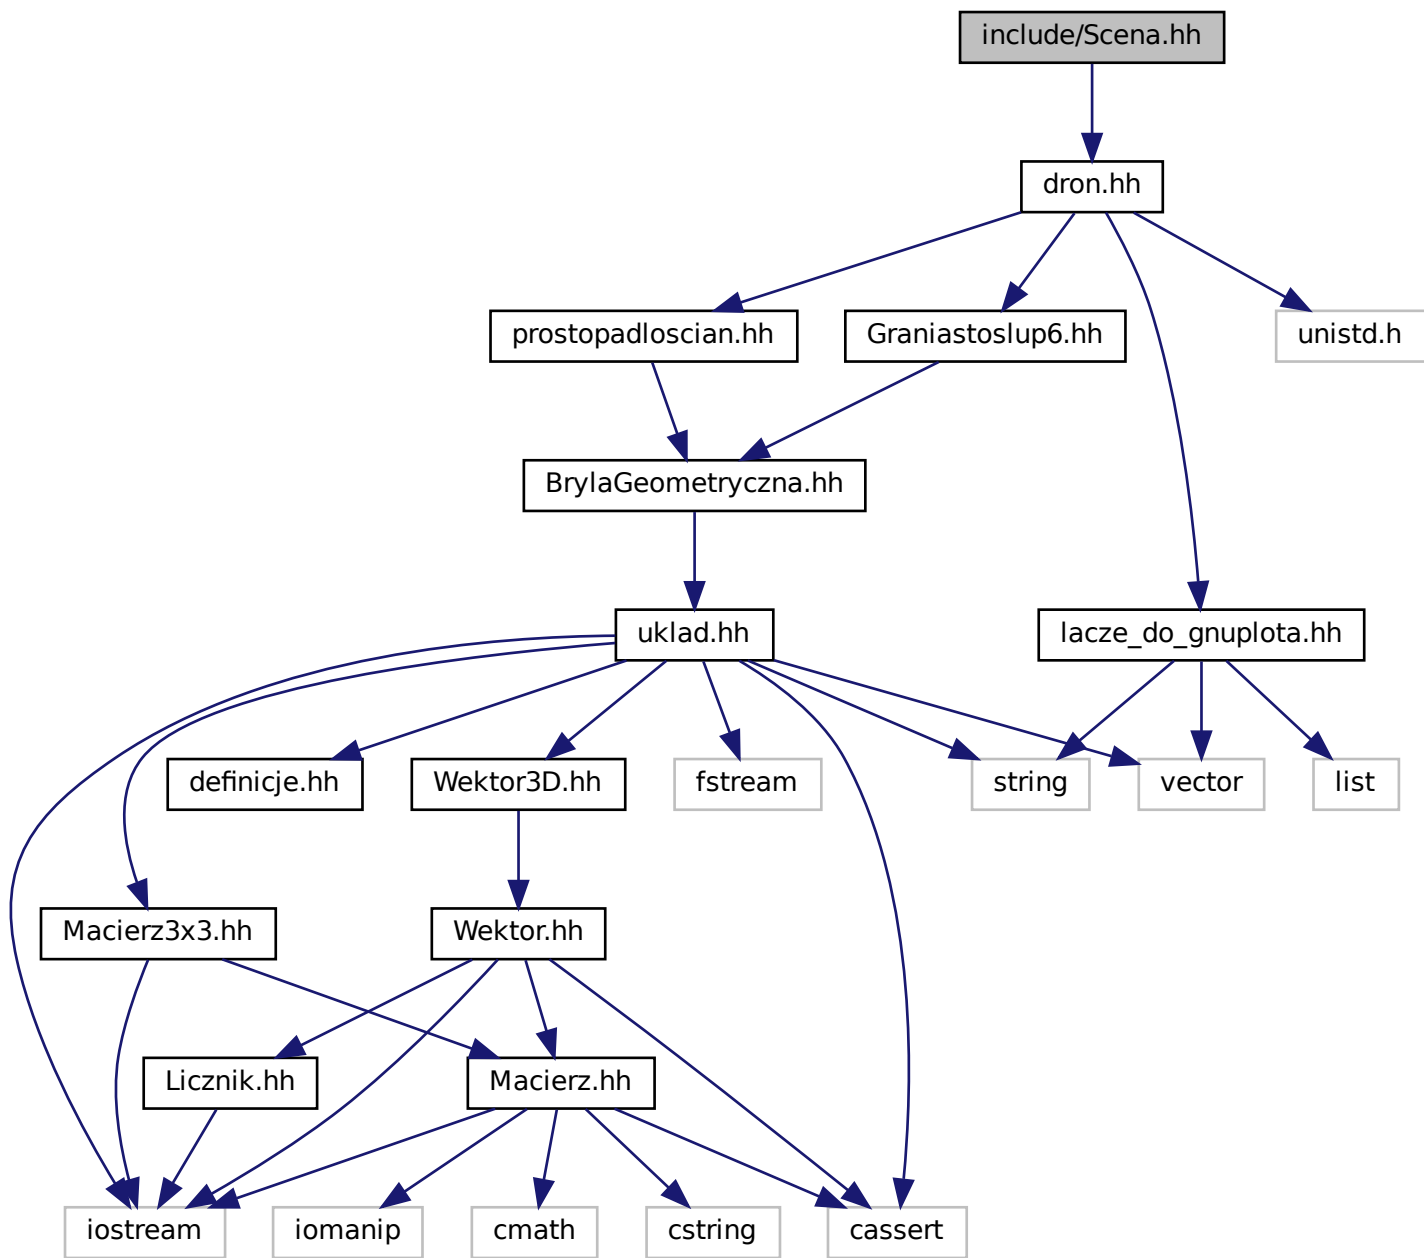 include/Scena.hh
dron.hh
prostopadloscian.hh
Graniastoslup6.hh
unistd.h
BrylaGeometryczna.hh
uklad.hh
lacze_do_gnuplota.hh
definicje.hh
Wektor3D.hh
fstream
string
vector
list
Macierz3x3.hh
Wektor.hh
Licznik.hh
Macierz.hh
iostream
iomanip
cmath
cstring
cassert